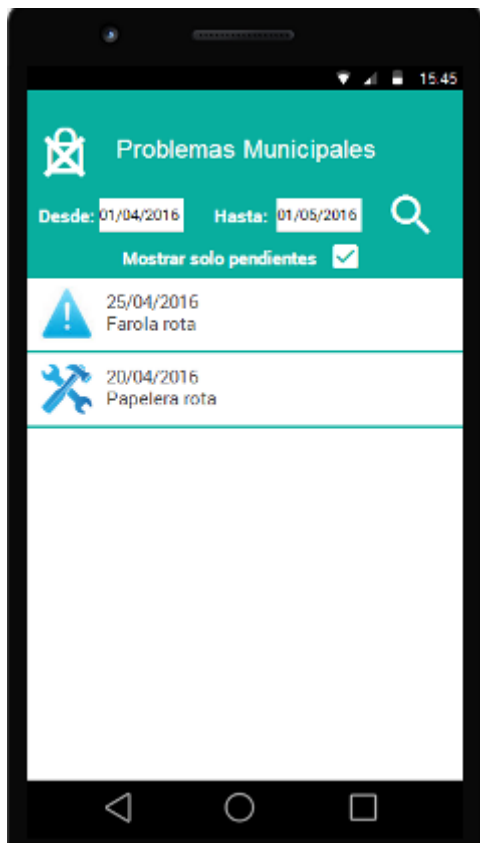 15:45
Problemas Municipales
Desde: 01/04/2016 Hasta: 01/05/2016
Mostrar solo pendientes
25/04/2016
Farola rota
20/04/2016
Papelera rota